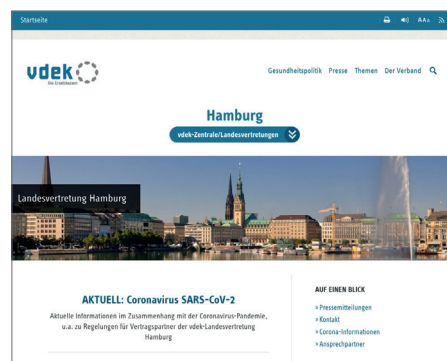 Startseite
AAA
vdek
Die Ersatzkassen
Gesundheitspolitik Presse Themen Der Verband
Hamburg
vdek-Zentrale/Landesvertretungen
Landesvertretung Hamburg
AKTUELL: Coronavirus SARS-CoV-2
Aktuelle Informationen im Zusammenhang mit der Coronavirus-Pandemie,
u.a. zu Regelungen für Vertragspartner der vdek-Landesvertretung
Hamburg
AUF EINEN BLICK
» Pressemitteilungen
» Kontakt
» Corona-Informationen
» Ansprechpartner